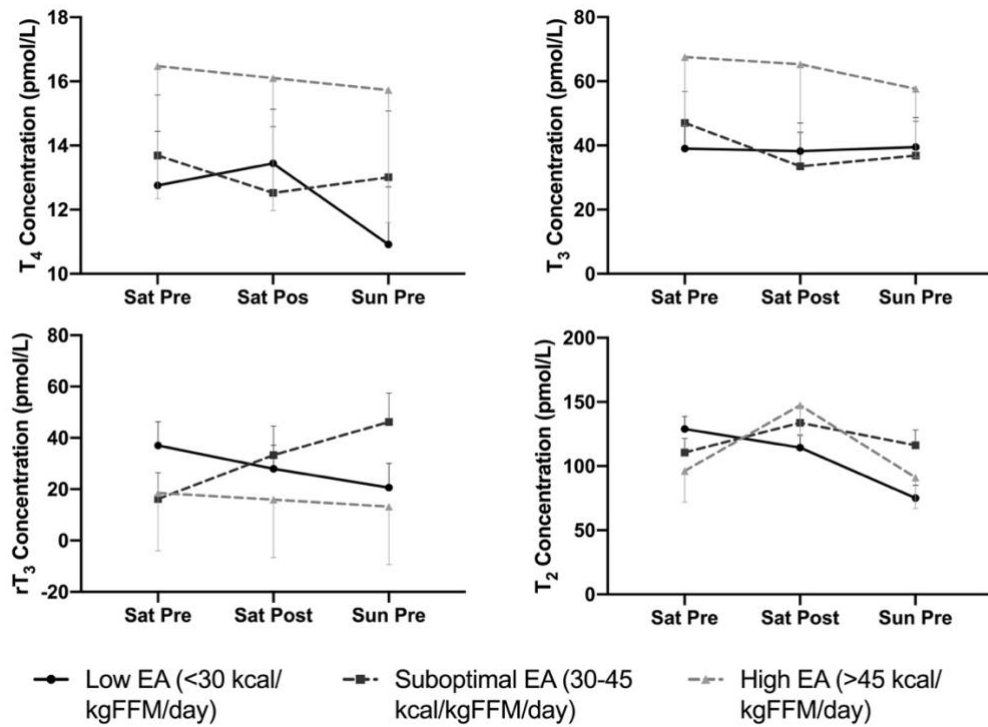 T4 Concentration (pmol/L)
18
16
14
12
10
Sat Pre Sat Pos Sun Pre
T3 Concentration (pmol/L)
80
60
40
20
0
Sat Pre Sat Post Sun Pre
rT3 Concentration (pmol/L)
80
60
40
20
0
-20
Sat Pre Sat Post Sun Pre
T2 Concentration (pmol/L)
200
150
100
50
0
Sat Pre Sat Post Sun Pre
Low EA (<30 kcal/
kgFFM/day)
Suboptimal EA (30-45
kcal/kgFFM/day)
High EA (>45 kcal/
kgFFM/day)